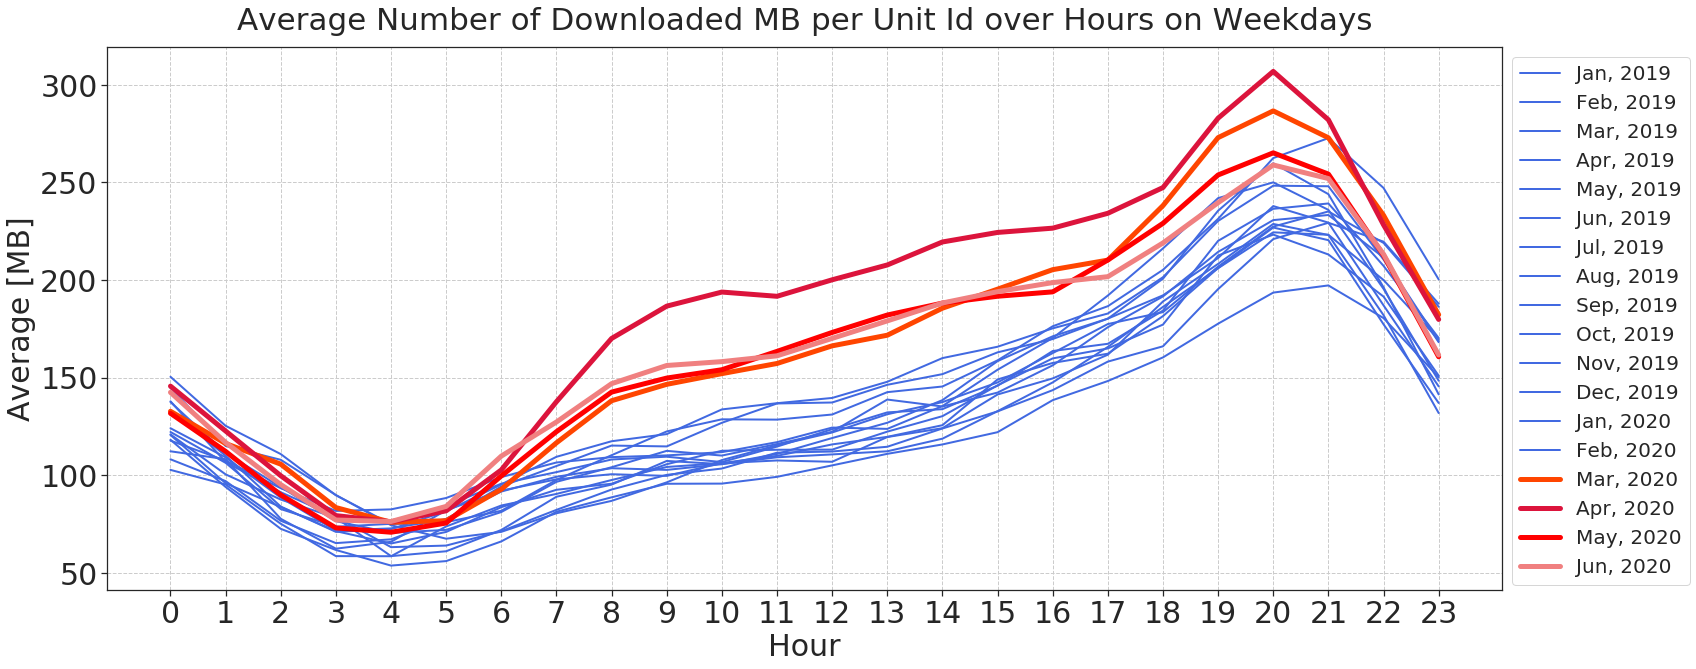 Average Number of Downloaded MB per Unit Id over Hours on Weekdays
Average [MB]
300
250
200
150
100
50
0 1 2 3 4 5 6 7 8 9 10 11 12 13 14 15 16 17 18 19 20 21 22 23
Hour
Jan, 2019
Feb, 2019
Mar, 2019
Apr, 2019
May, 2019
Jun, 2019
Jul, 2019
Aug, 2019
Sep, 2019
Oct, 2019
Nov, 2019
Dec, 2019
Jan, 2020
Feb, 2020
Mar, 2020
Apr, 2020
May, 2020
Jun, 2020